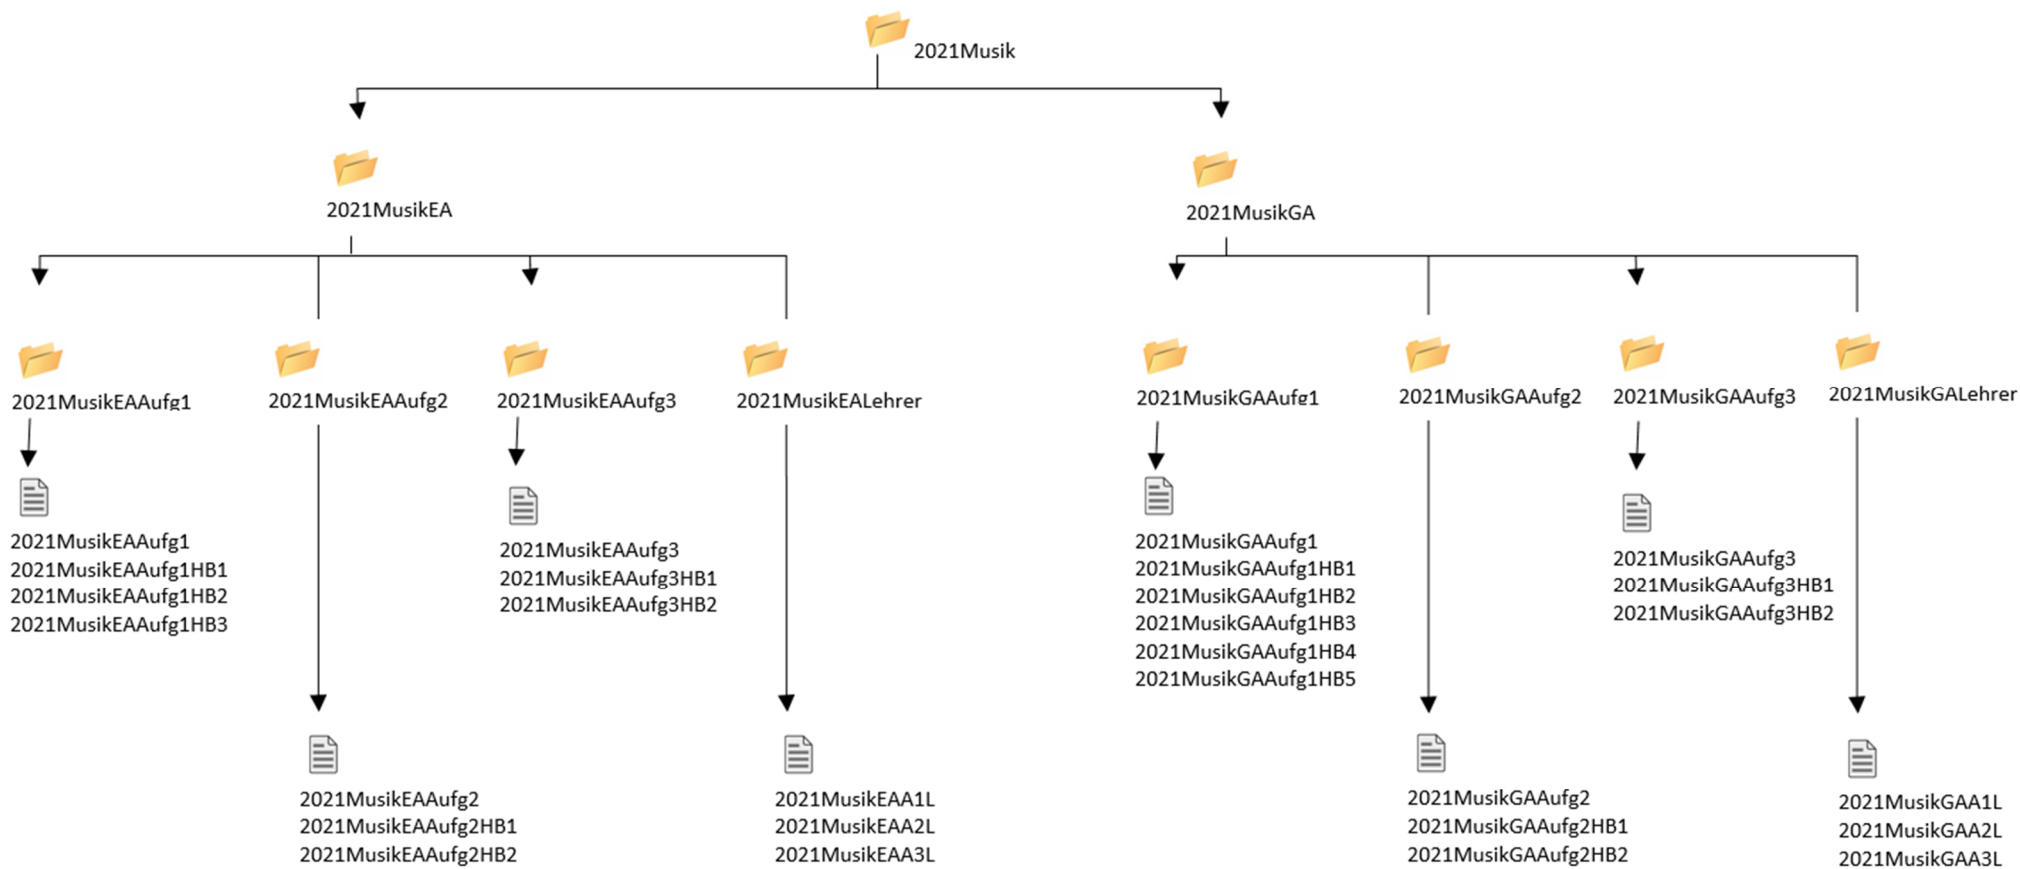 2021Musik
2021MusikEA
2021MusikGA
2021MusikEAAufg1
2021MusikEAAufg2
2021MusikEAAufg3
2021MusikEALehrer
2021MusikGAAufg1
2021MusikGAAufg2
2021MusikGAAufg3
2021MusikGALehrer
2021MusikEAAufg1
2021MusikEAAufg1HB1
2021MusikEAAufg1HB2
2021MusikEAAufg1HB3
2021MusikEAAufg3
2021MusikEAAufg3HB1
2021MusikEAAufg3HB2
2021MusikGAAufg1
2021MusikGAAufg1HB1
2021MusikGAAufg1HB2
2021MusikGAAufg1HB3
2021MusikGAAufg1HB4
2021MusikGAAufg1HB5
2021MusikGAAufg3
2021MusikGAAufg3HB1
2021MusikGAAufg3HB2
2021MusikEAAufg2
2021MusikEAAufg2HB1
2021MusikEAAufg2HB2
2021MusikEAA1L
2021MusikEAA2L
2021MusikEAA3L
2021MusikGAAufg2
2021MusikGAAufg2HB1
2021MusikGAAufg2HB2
2021MusikGAA1L
2021MusikGAA2L
2021MusikGAA3L